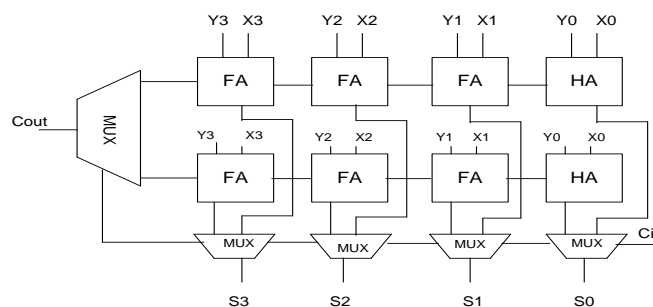 Y3 X3 Y2 X2 Y1 X1 Y0 X0
FA FA FA HA
Cout
MUX
Y3 X3 Y2 X2 Y1 X1 Y0 X0
FA FA FA HA
MUX MUX MUX MUX Ci
S3 S2 S1 S0